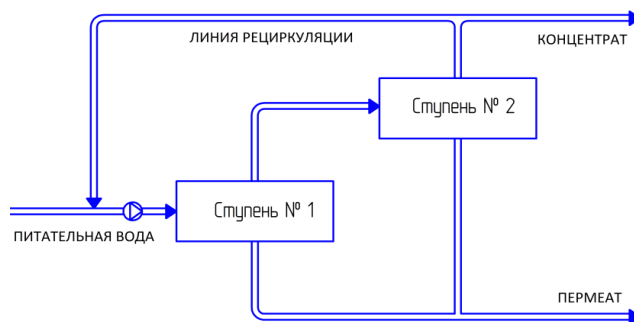 ЛИНИЯ РЕЦИРКУЛЯЦИИ
КОНЦЕНТРАТ
Ступень № 2
Ступень № 1
ПИТАТЕЛЬНАЯ ВОДА
ПЕРМЕАТ